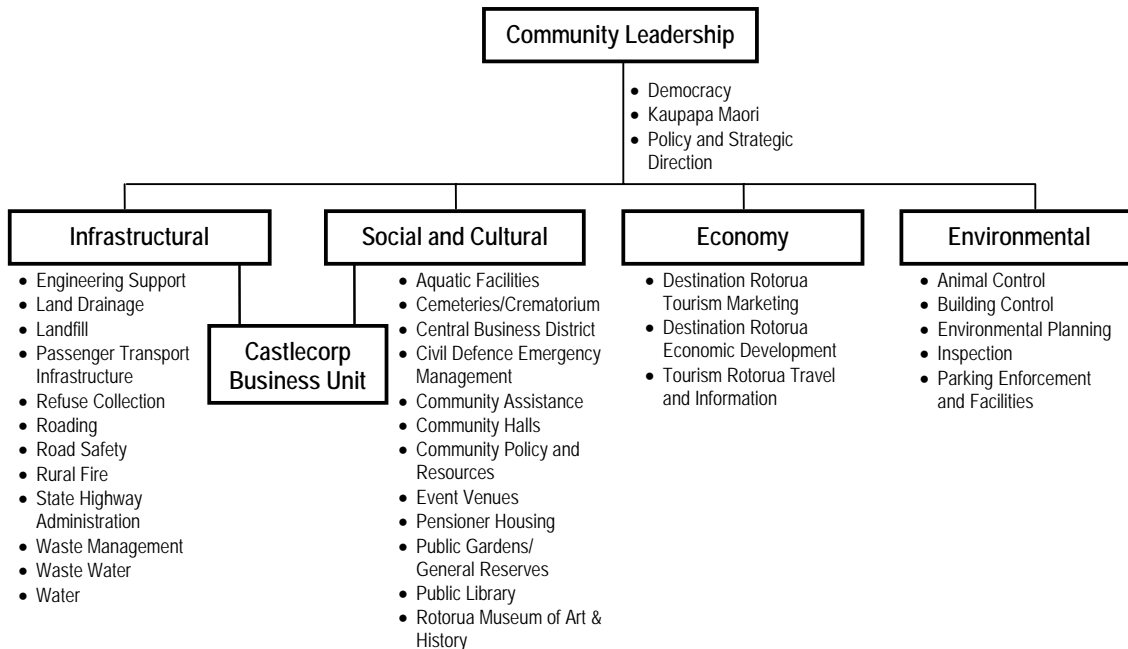 Community Leadership
• Democracy
• Kaupapa Maori
• Policy and Strategic
Direction
Infrastructural
• Engineering Support
• Land Drainage
• Landfill
• Passenger Transport
Infrastructure
• Refuse Collection
• Roading
• Road Safety
• Rural Fire
• State Highway
Administration
• Waste Management
• Waste Water
• Water
Castlecorp
Business Unit
Social and Cultural
• Aquatic Facilities
• Cemeteries/Crematorium
• Central Business District
• Civil Defence Emergency
Management
• Community Assistance
• Community Halls
• Community Policy and
Resources
• Event Venues
• Pensioner Housing
• Public Gardens/
General Reserves
• Public Library
• Rotorua Museum of Art &
History
Economy
• Destination Rotorua
Tourism Marketing
• Destination Rotorua
Economic Development
• Tourism Rotorua Travel
and Information
Environmental
• Animal Control
• Building Control
• Environmental Planning
• Inspection
• Parking Enforcement
and Facilities